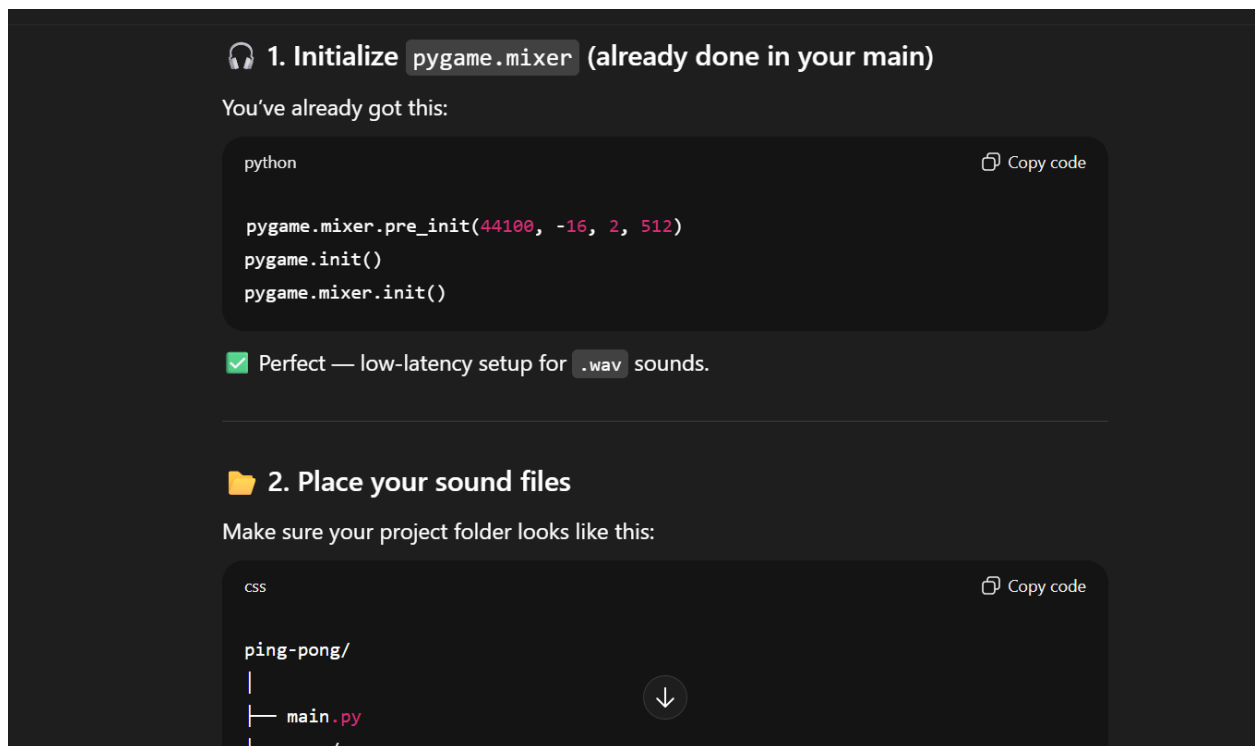 🎧 1. Initialize pygame.mixer (already done in your main)
You’ve already got this:
python
Copy code
pygame.mixer.pre_init(44100, -16, 2, 512)
pygame.init()
pygame.mixer.init()
✅ Perfect — low-latency setup for .wav sounds.
📂 2. Place your sound files
Make sure your project folder looks like this:
css
Copy code
ping-pong/
│
├── main.py